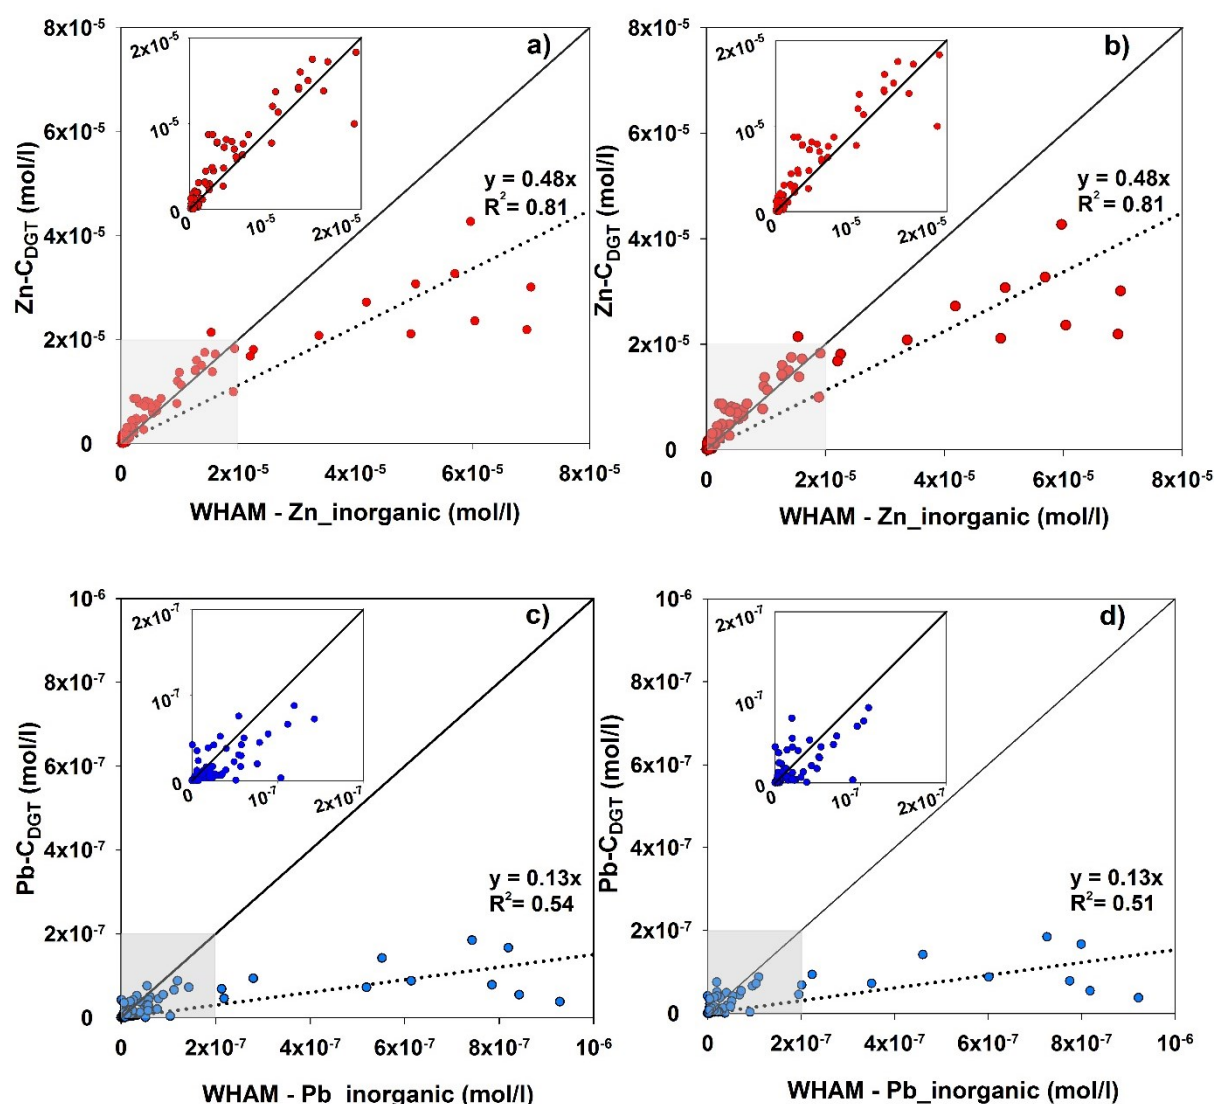 a)
8x10⁻⁵
6x10⁻⁵
4x10⁻⁵
2x10⁻⁵
0
Zn-C_DGT (mol/l)
2x10⁻⁵
10⁻⁵
0
0
10⁻⁵
2x10⁻⁵
y = 0.48x
R² = 0.81
0
2x10⁻⁵
4x10⁻⁵
6x10⁻⁵
8x10⁻⁵
WHAM - Zn_inorganic (mol/l)
b)
8x10⁻⁵
6x10⁻⁵
4x10⁻⁵
2x10⁻⁵
0
Zn-C_DGT (mol/l)
2x10⁻⁵
10⁻⁵
0
0
10⁻⁵
2x10⁻⁵
y = 0.48x
R² = 0.81
0
2x10⁻⁵
4x10⁻⁵
6x10⁻⁵
8x10⁻⁵
WHAM - Zn_inorganic (mol/l)
c)
10⁻⁶
8x10⁻⁷
6x10⁻⁷
4x10⁻⁷
2x10⁻⁷
0
Pb-C_DGT (mol/l)
2x10⁻⁷
10⁻⁷
0
0
10⁻⁷
2x10⁻⁷
y = 0.13x
R² = 0.54
0
2x10⁻⁷
4x10⁻⁷
6x10⁻⁷
8x10⁻⁷
10⁻⁶
WHAM - Pb_inorganic (mol/l)
d)
10⁻⁶
8x10⁻⁷
6x10⁻⁷
4x10⁻⁷
2x10⁻⁷
0
Pb-C_DGT (mol/l)
2x10⁻⁷
10⁻⁷
0
0
10⁻⁷
2x10⁻⁷
y = 0.13x
R² = 0.51
0
2x10⁻⁷
4x10⁻⁷
6x10⁻⁷
8x10⁻⁷
10⁻⁶
WHAM - Pb_inorganic (mol/l)